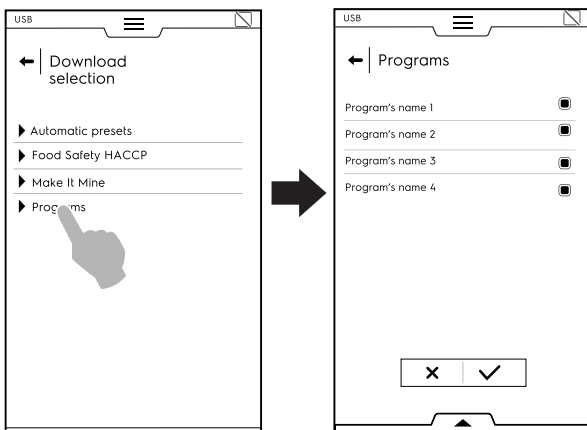 USB
Download
selection
Automatic presets
Food Safety HACCP
Make It Mine
USB
Programs
Program's name 1
Program's name 2
Program's name 3
Program's name 4